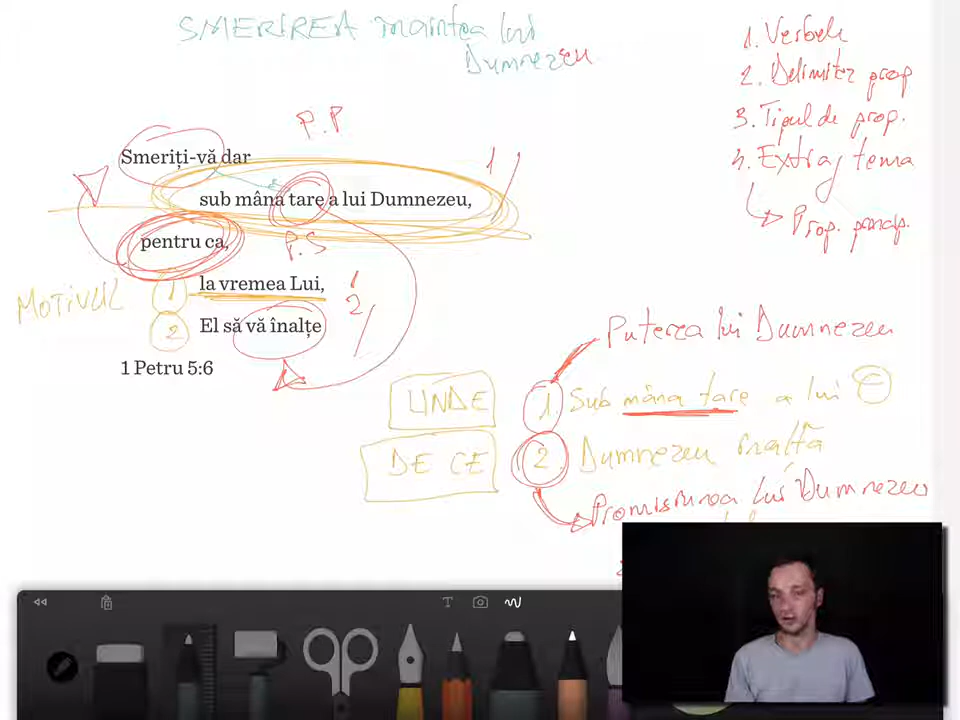 SMERIREA înaintea lui
Dumnezeu
1. Verbele
2. Delimitez prop
3. Tipul de prop.
4. Extrag tema
Prop. princip.
P.P
Smeriți-vă dar
1
sub mâna tare a lui Dumnezeu,
pentru ca,
P.S
MOTIVUL
1 la vremea Lui, 1
2
2 El să vă înalțe
1 Petru 5:6
Puterea lui Dumnezeu
UNDE 1. Sub mâna tare a lui
DE CE 2. Dumnezeu înalță
Promisiunea lui Dumnezeu
T